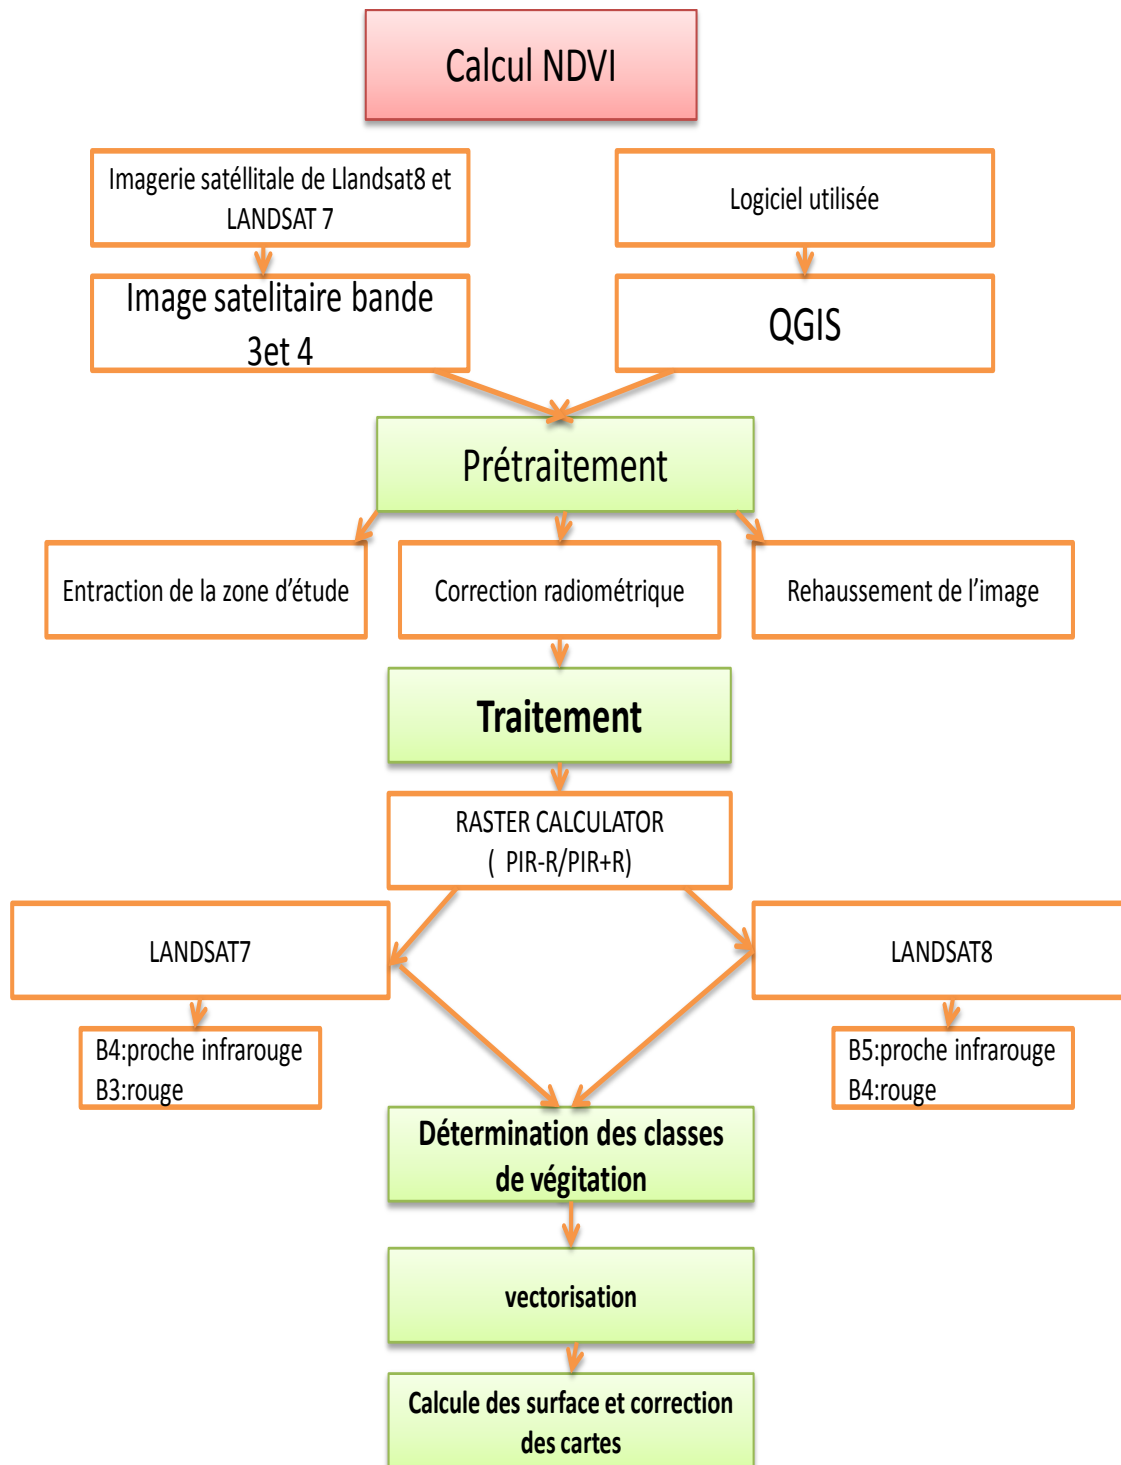 Calcul NDVI
Imagerie satéllitale de Llandsat8 et
LANDSAT 7
Logiciel utilisée
Image satelitaire bande
3et 4
QGIS
Prétraitement
Entraction de la zone d'étude
Correction radiométrique
Rehaussement de l'image
Traitement
RASTER CALCULATOR
( PIR-R/PIR+R)
LANDSAT7
LANDSAT8
B4:proche infrarouge
B3:rouge
B5:proche infrarouge
B4:rouge
Détermination des classes
de végitation
vectorisation
Calcule des surface et correction
des cartes